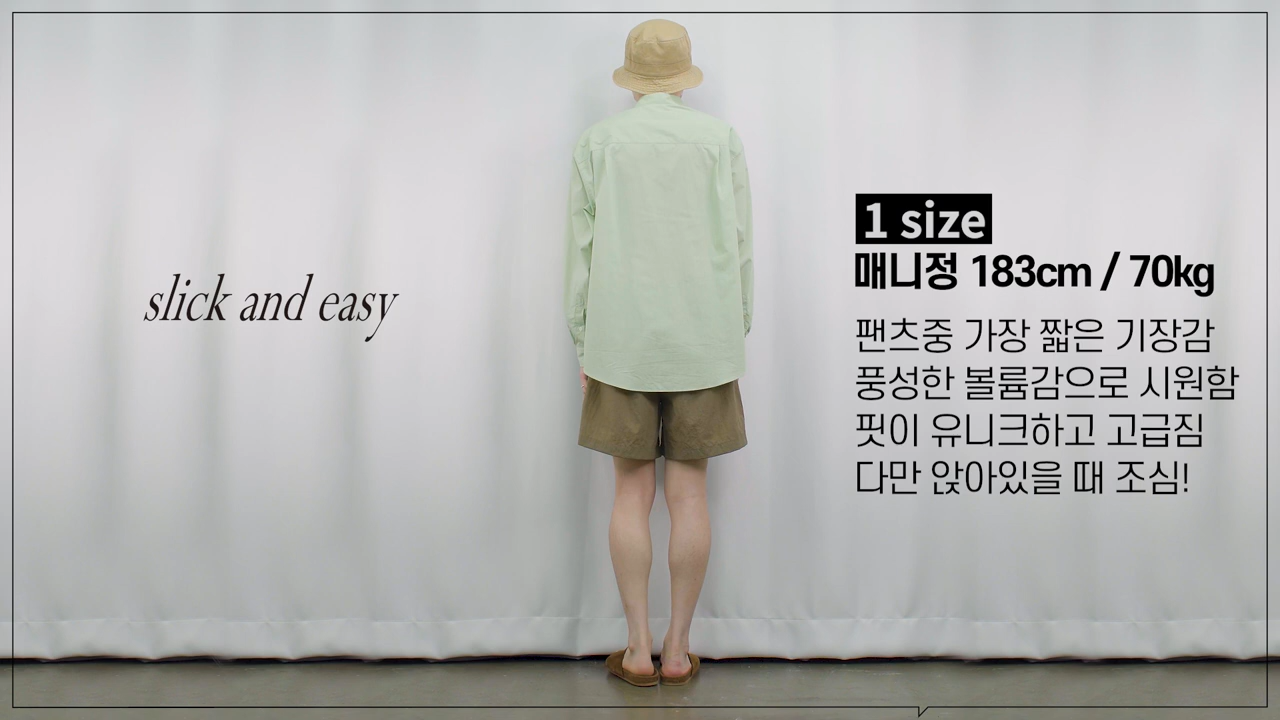 slick and easy
1 size
매니정 183cm / 70kg
팬츠중 가장 짧은 기장감
풍성한 볼륨감으로 시원함
핏이 유니크하고 고급짐
다만 앉아있을 때 조심!